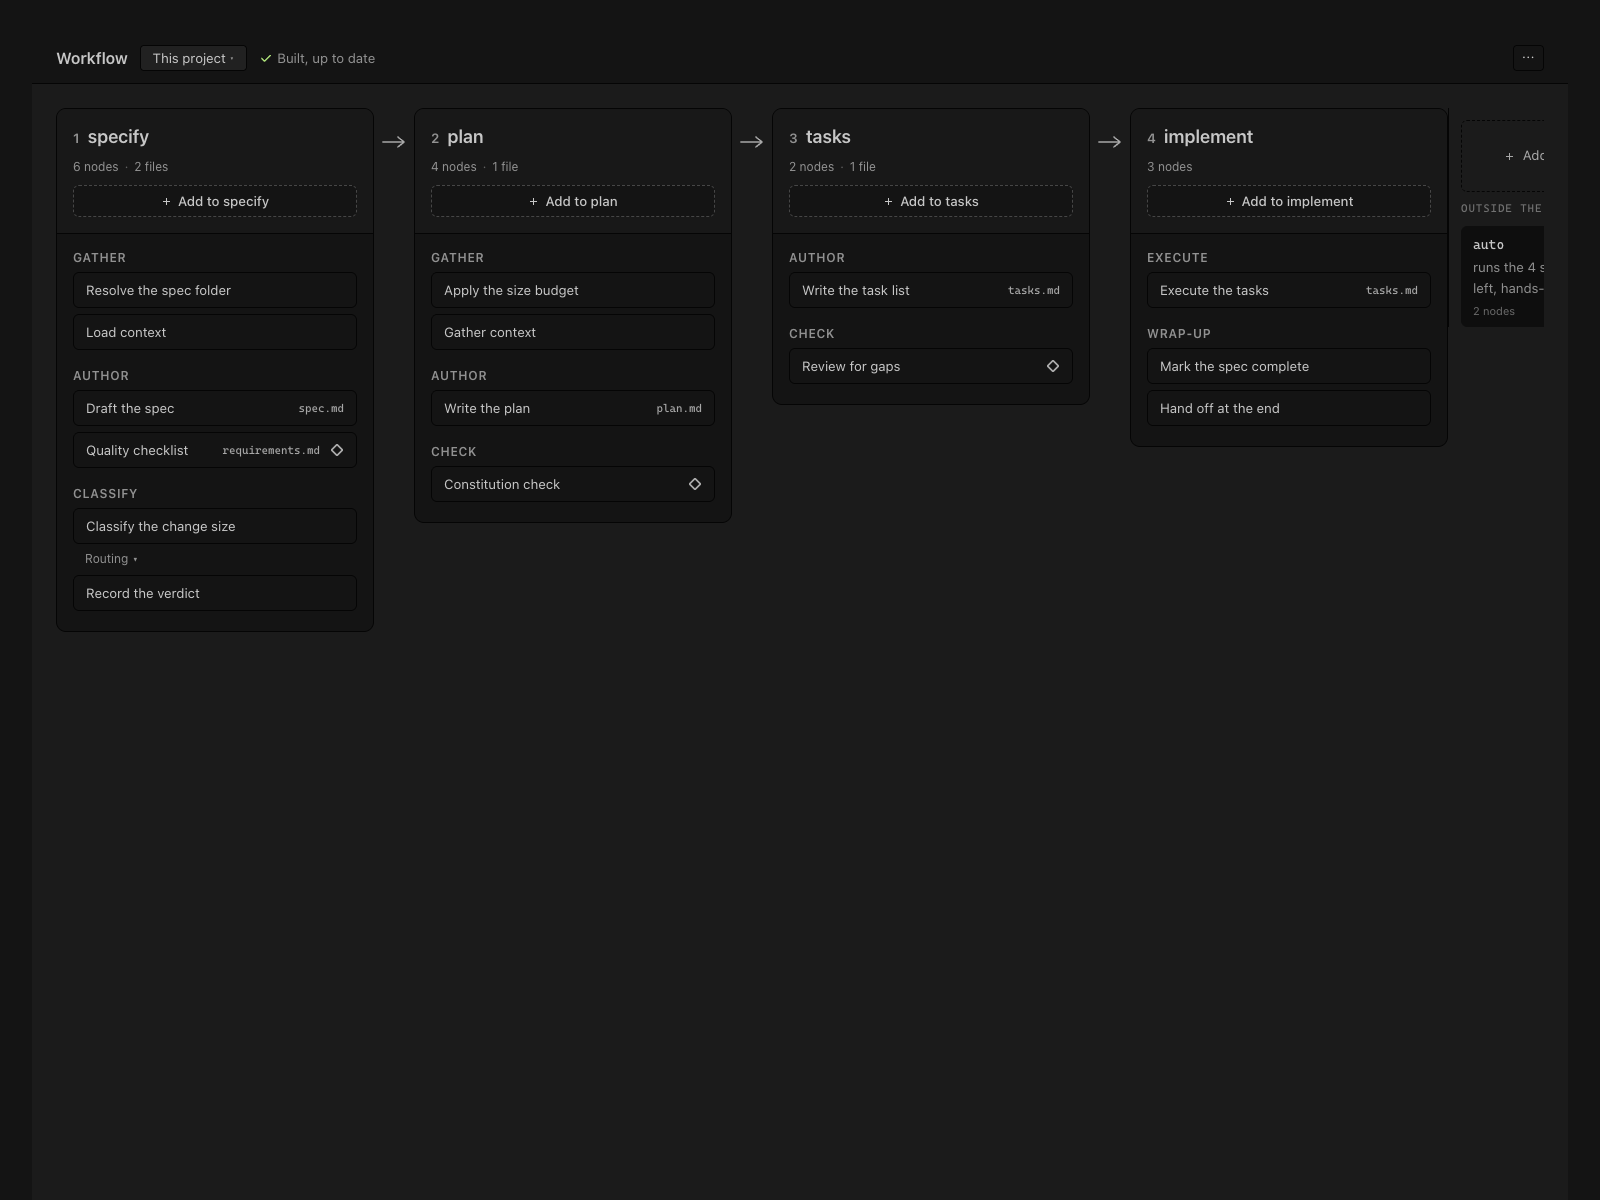 Workflow This project Built, up to date ...
1 specify
6 nodes · 2 files
+ Add to specify
GATHER
Resolve the spec folder
Load context
AUTHOR
Draft the spec spec.md
Quality checklist requirements.md
CLASSIFY
Classify the change size
Routing
Record the verdict
2 plan
4 nodes · 1 file
+ Add to plan
GATHER
Apply the size budget
Gather context
AUTHOR
Write the plan plan.md
CHECK
Constitution check
3 tasks
2 nodes · 1 file
+ Add to tasks
AUTHOR
Write the task list tasks.md
CHECK
Review for gaps
4 implement
3 nodes
+ Add to implement
EXECUTE
Execute the tasks tasks.md
WRAP-UP
Mark the spec complete
Hand off at the end
+ Add
OUTSIDE THE
auto
runs the 4 s
left, hands-
2 nodes